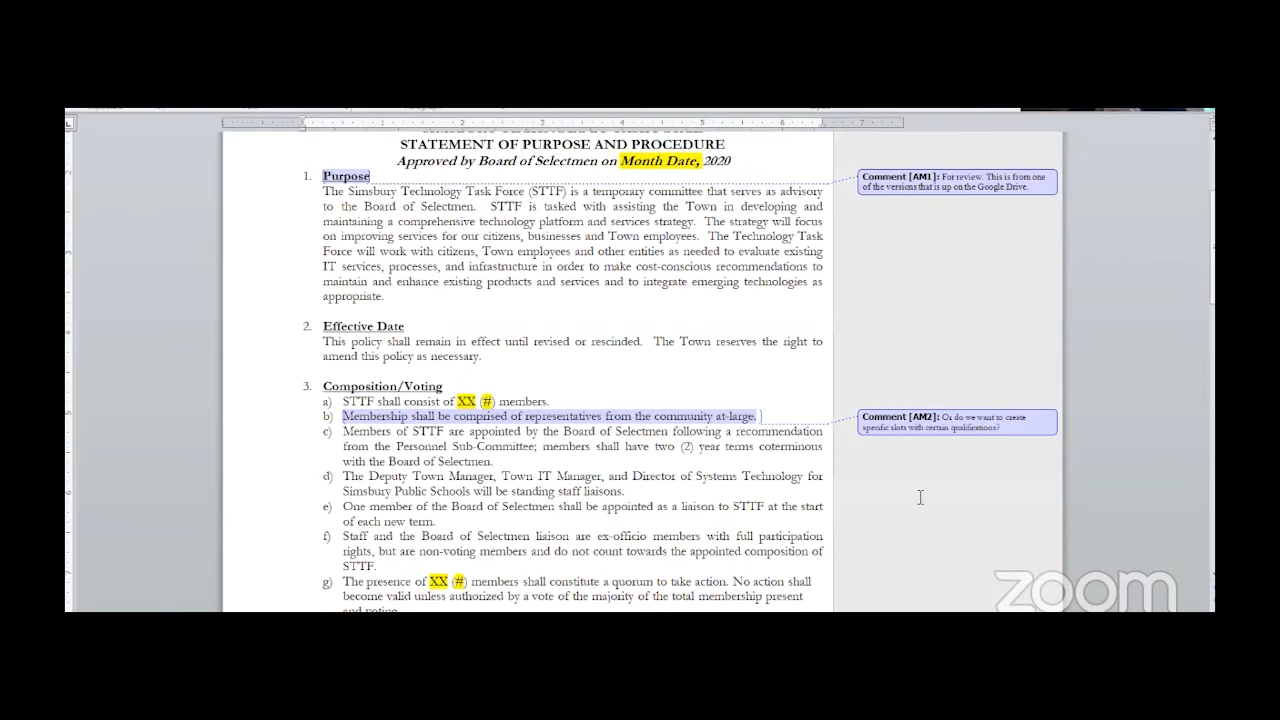 STATEMENT OF PURPOSE AND PROCEDURE
Approved by Board of Selectmen on Month Date, 2020
1. Purpose
The Simsbury Technology Task Force (STTF) is a temporary committee that serves as advisory
to the Board of Selectmen. STTF is tasked with assisting the Town in developing and
maintaining a comprehensive technology platform and services strategy. The strategy will focus
on improving services for our citizens, businesses and Town employees. The Technology Task
Force will work with citizens, Town employees and other entities as needed to evaluate existing
IT services, processes, and infrastructure in order to make cost-conscious recommendations to
maintain and enhance existing products and services and to integrate emerging technologies as
appropriate.
2. Effective Date
This policy shall remain in effect until revised or rescinded. The Town reserves the right to
amend this policy as necessary.
3. Composition/Voting
a) STTF shall consist of XX (#) members.
b) Membership shall be comprised of representatives from the community at-large.
c) Members of STTF are appointed by the Board of Selectmen following a recommendation
from the Personnel Sub-Committee; members shall have two (2) year terms coterminous
with the Board of Selectmen.
d) The Deputy Town Manager, Town IT Manager, and Director of Systems Technology for
Simsbury Public Schools will be standing staff liaisons.
e) One member of the Board of Selectmen shall be appointed as a liaison to STTF at the start
of each new term.
f) Staff and the Board of Selectmen liaison are ex-officio members with full participation
rights, but are non-voting members and do not count towards the appointed composition of
STTF.
g) The presence of XX (#) members shall constitute a quorum to take action. No action shall
become valid unless authorized by a vote of the majority of the total membership present
and voting.
Comment [AM1]: For review. This is from one
of the versions that is up on the Google Drive.
Comment [AM2]: Or do we want to create
specific slots with certain qualifications?
zoom